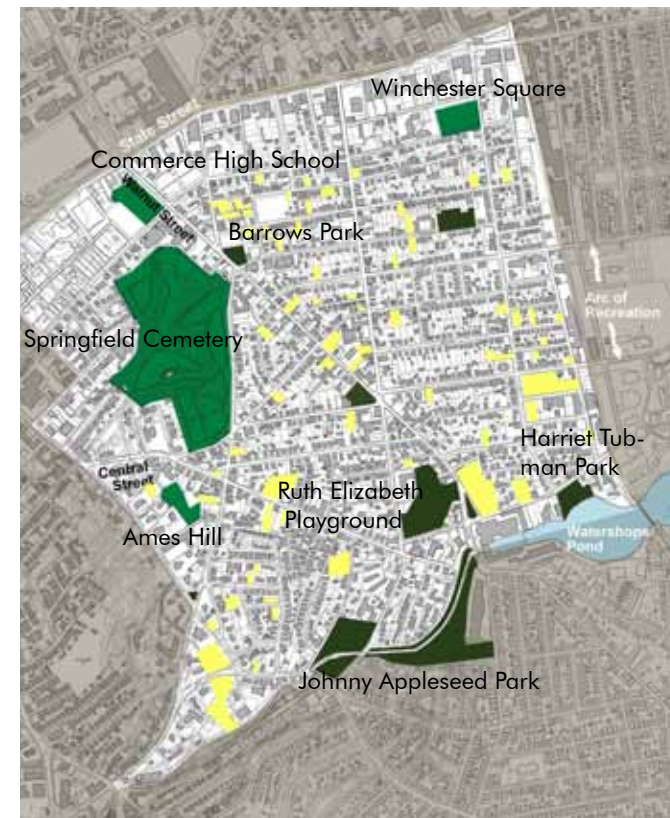 Winchester Square
State Street
Commerce High School
Walnut Street
Barrows Park
Arc of
Recreation
Springfield Cemetery
Harriet Tub-
man Park
Central
Street
Ruth Elizabeth
Playground
Ames Hill
Watershops
Pond
Johnny Appleseed Park